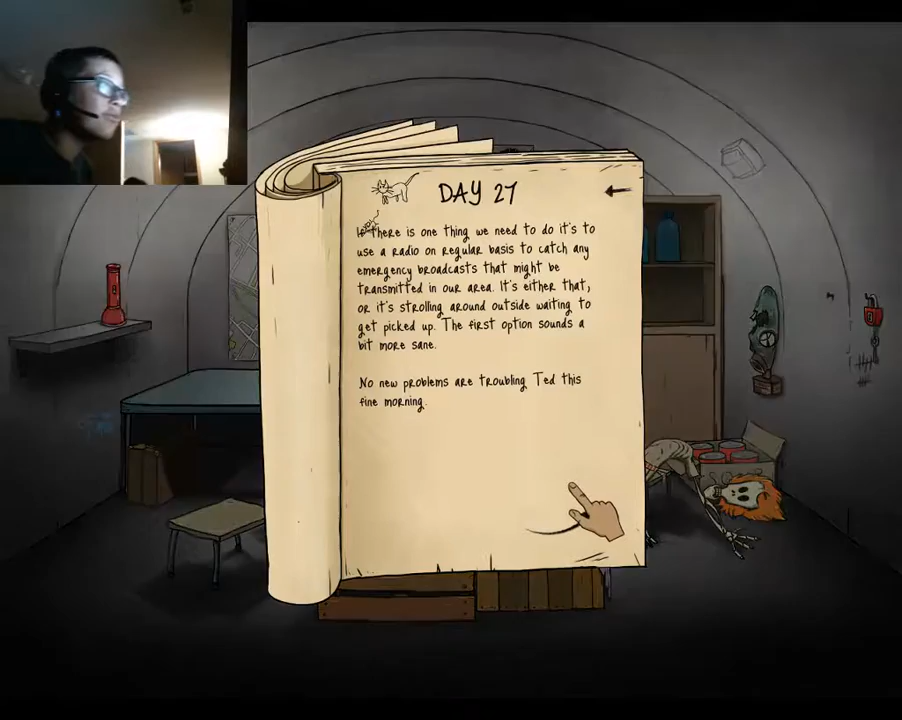 DAY 27
If there is one thing we need to do it's to
use a radio on regular basis to catch any
emergency broadcasts that might be
transmitted in our area. It's either that,
or it's strolling around outside waiting to
get picked up. The first option sounds a
bit more sane.
No new problems are troubling Ted this
fine morning.